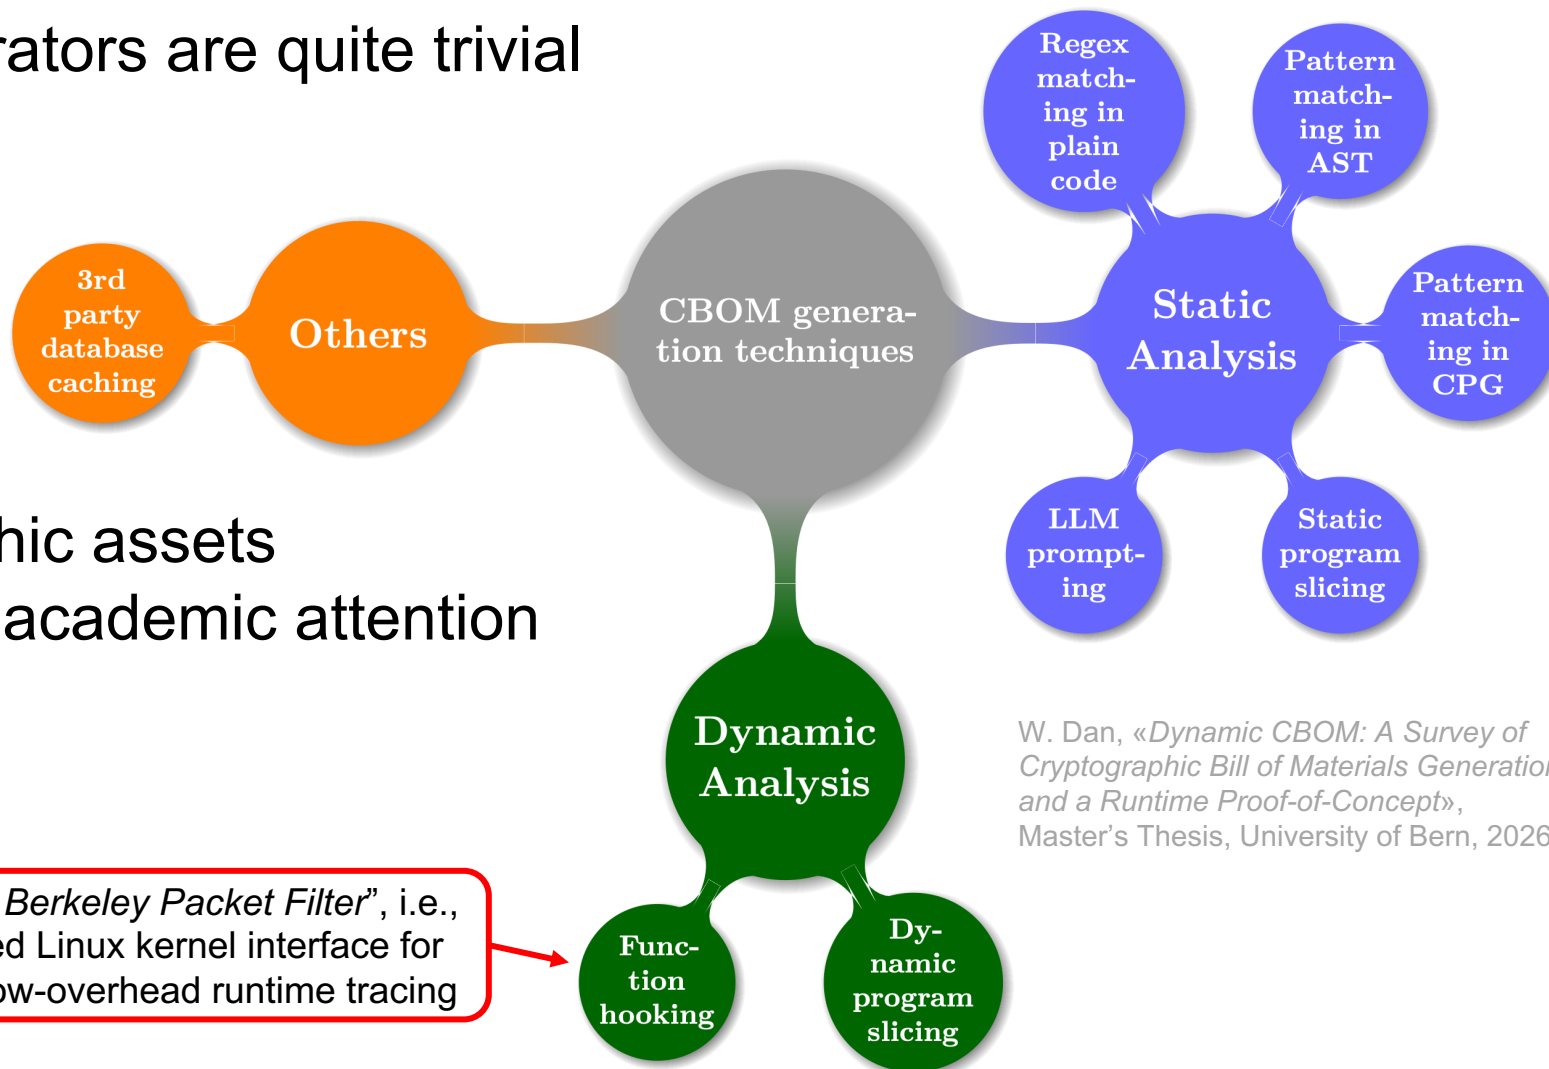 rators are quite trivial
hic assets
academic attention
Berkeley Packet Filter”, i.e.,
ed Linux kernel interface for
ow-overhead runtime tracing
3rd
party
database
caching
Others
CBOM genera-
tion techniques
Regex
match-
ing in
plain
code
Pattern
match-
ing in
AST
Static
Analysis
Pattern
match-
ing in
CPG
LLM
prompt-
ing
Static
program
slicing
Dynamic
Analysis
Func-
tion
hooking
Dy-
namic
program
slicing
W. Dan, «Dynamic CBOM: A Survey of
Cryptographic Bill of Materials Generation
and a Runtime Proof-of-Concept»,
Master’s Thesis, University of Bern, 2026